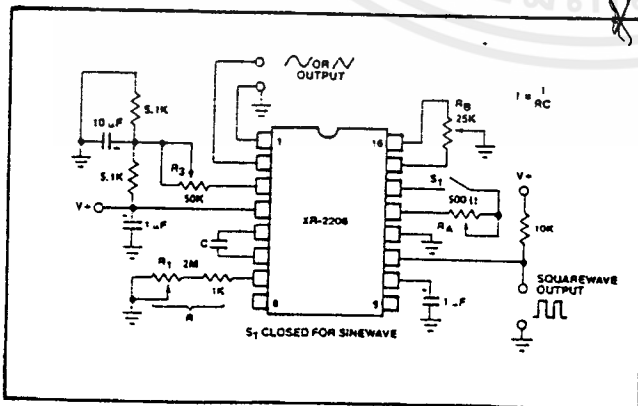 OR
OUTPUT
f = 1
RC
5.1K
10 µF
R3
50K
5.1K
V+
1 µF
C
R1
2M
1K
R
1
8
XR-2206
16
9
RB
25K
S1
500 Ω
RA
V+
10K
1 µF
SQUAREWAVE
OUTPUT
S1 CLOSED FOR SINEWAVE